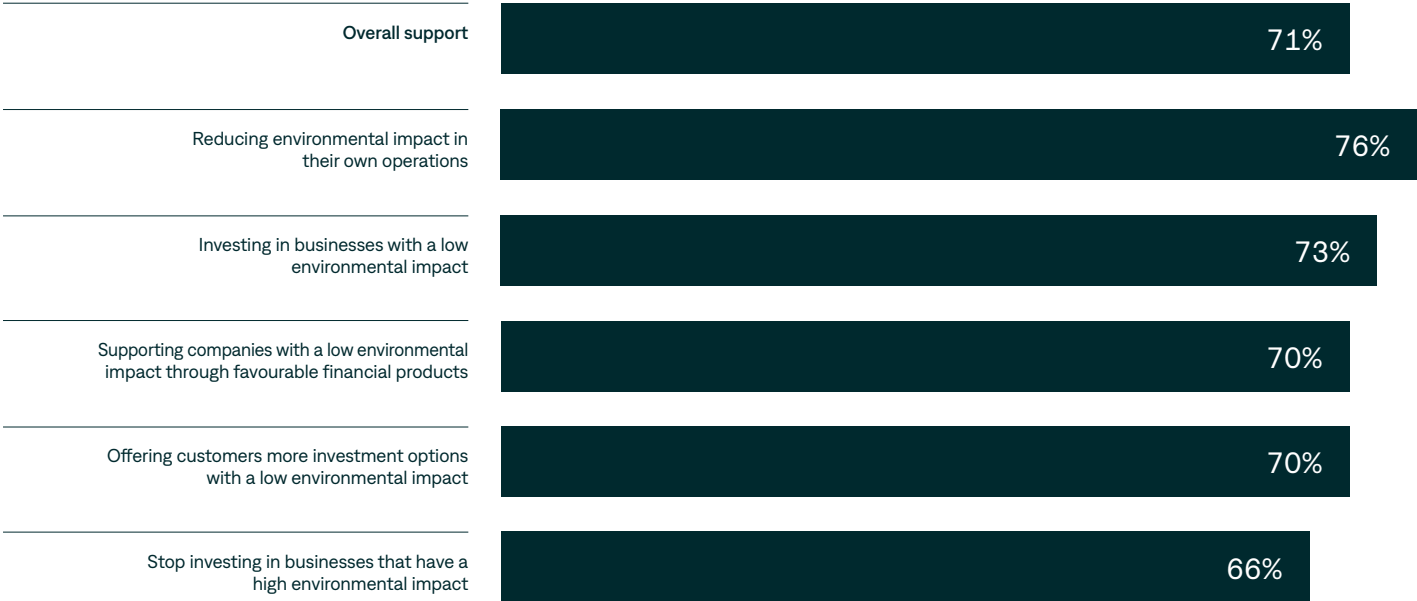 Overall support
71%
Reducing environmental impact in
their own operations
76%
Investing in businesses with a low
environmental impact
73%
Supporting companies with a low environmental
impact through favourable financial products
70%
Offering customers more investment options
with a low environmental impact
70%
Stop investing in businesses that have a
high environmental impact
66%